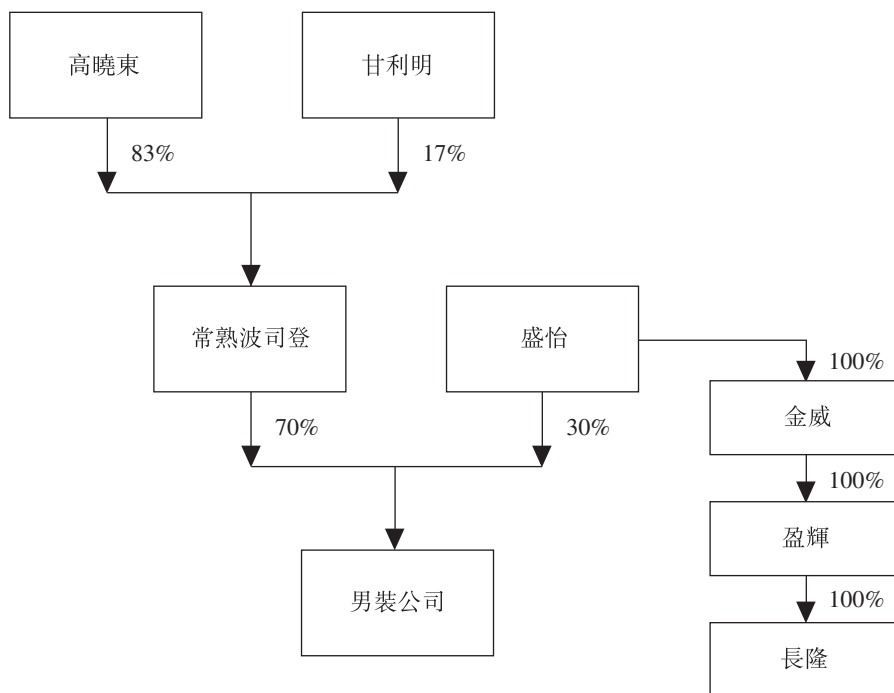 高曉東
甘利明
83%
17%
常熟波司登
盛怡
100%
70%
30%
金威
100%
盈輝
男裝公司
100%
長隆